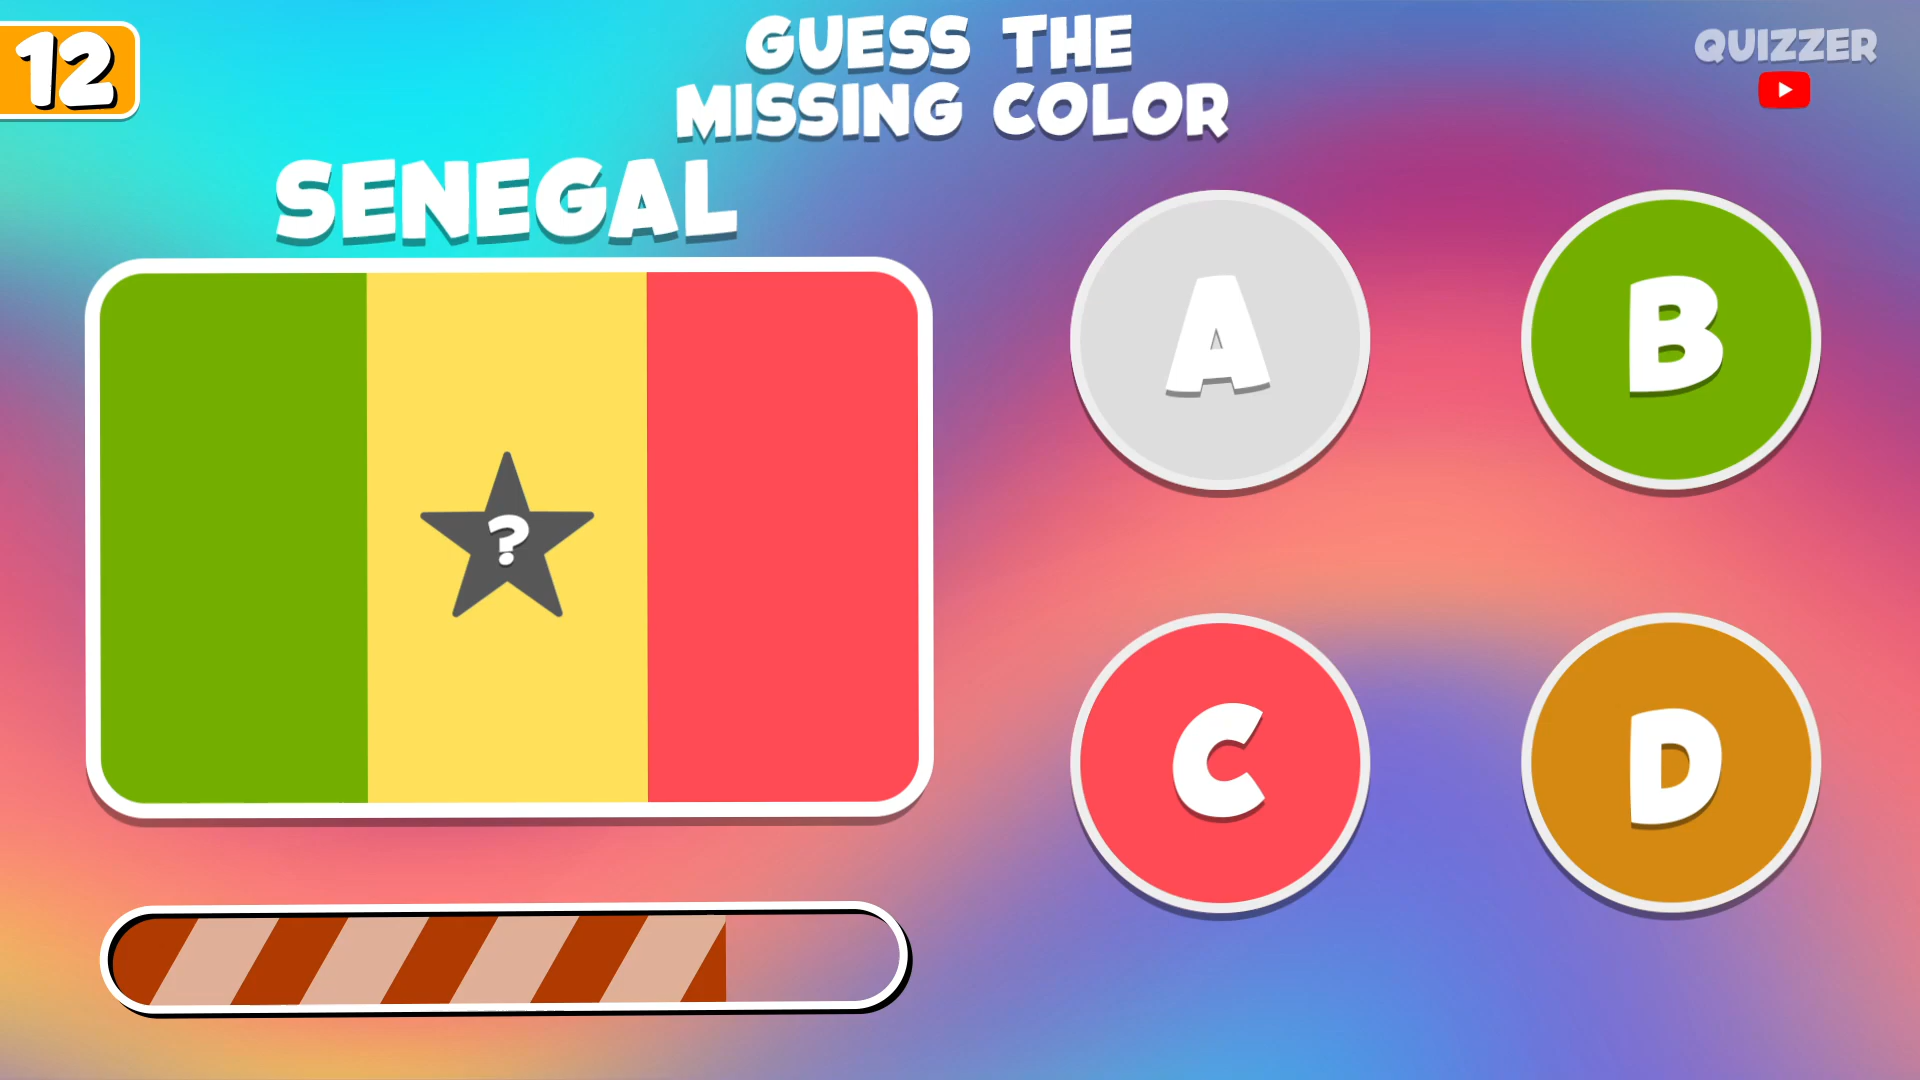 12
GUESS THE
MISSING COLOR
QUIZZER
SENEGAL
?
A
B
C
D